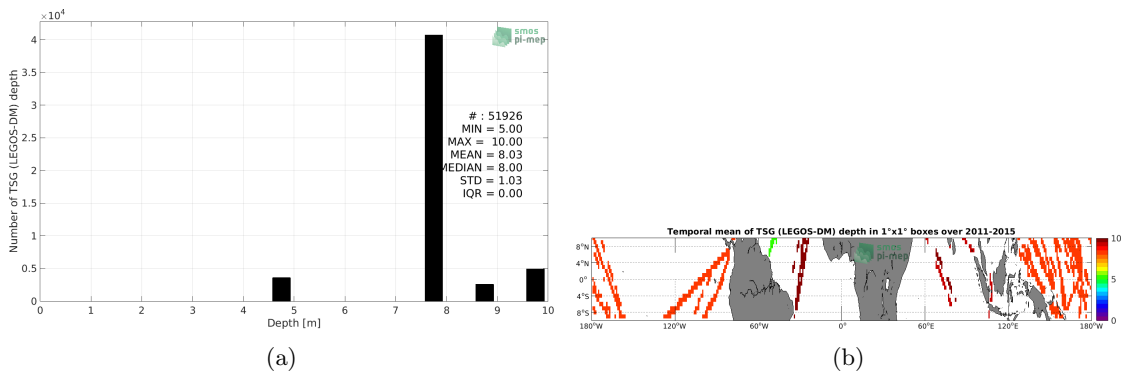 ×10⁴
4
3.5
3
2.5
2
1.5
1
0.5
0
Number of TSG (LEGOS-DM) depth
smos
pi-mep
# : 51926
MIN = 5.00
MAX = 10.00
MEAN = 8.03
MEDIAN = 8.00
STD = 1.03
IQR = 0.00
0 1 2 3 4 5 6 7 8 9 10
Depth [m]
(a)
Temporal mean of TSG (LEGOS-DM) depth in 1°x1° boxes over 2011-2015
smos
pi-mep
8°N
4°N
0°
4°S
8°S
180°W 120°W 60°W 0° 60°E 120°E 180°W
10
5
0
(b)